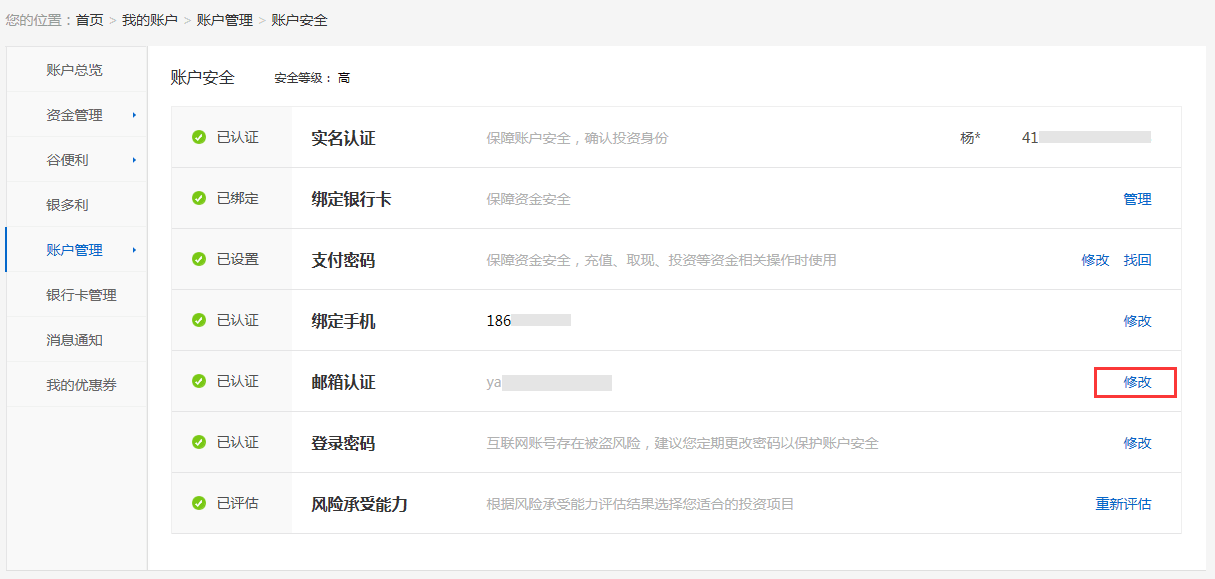 您的位置：首页 > 我的账户 > 账户管理 > 账户安全
账户总览
资金管理
谷便利
银多利
账户管理
银行卡管理
消息通知
我的优惠券
账户安全 安全等级： 高
已认证 实名认证 保障账户安全，确认投资身份 杨* 41
已绑定 绑定银行卡 保障资金安全 管理
已设置 支付密码 保障资金安全，充值、取现、投资等资金相关操作时使用 修改 找回
已认证 绑定手机 186 修改
已认证 邮箱认证 ya 修改
已认证 登录密码 互联网账号存在被盗风险，建议您定期更改密码以保护账户安全 修改
已评估 风险承受能力 根据风险承受能力评估结果选择您适合的投资项目 重新评估